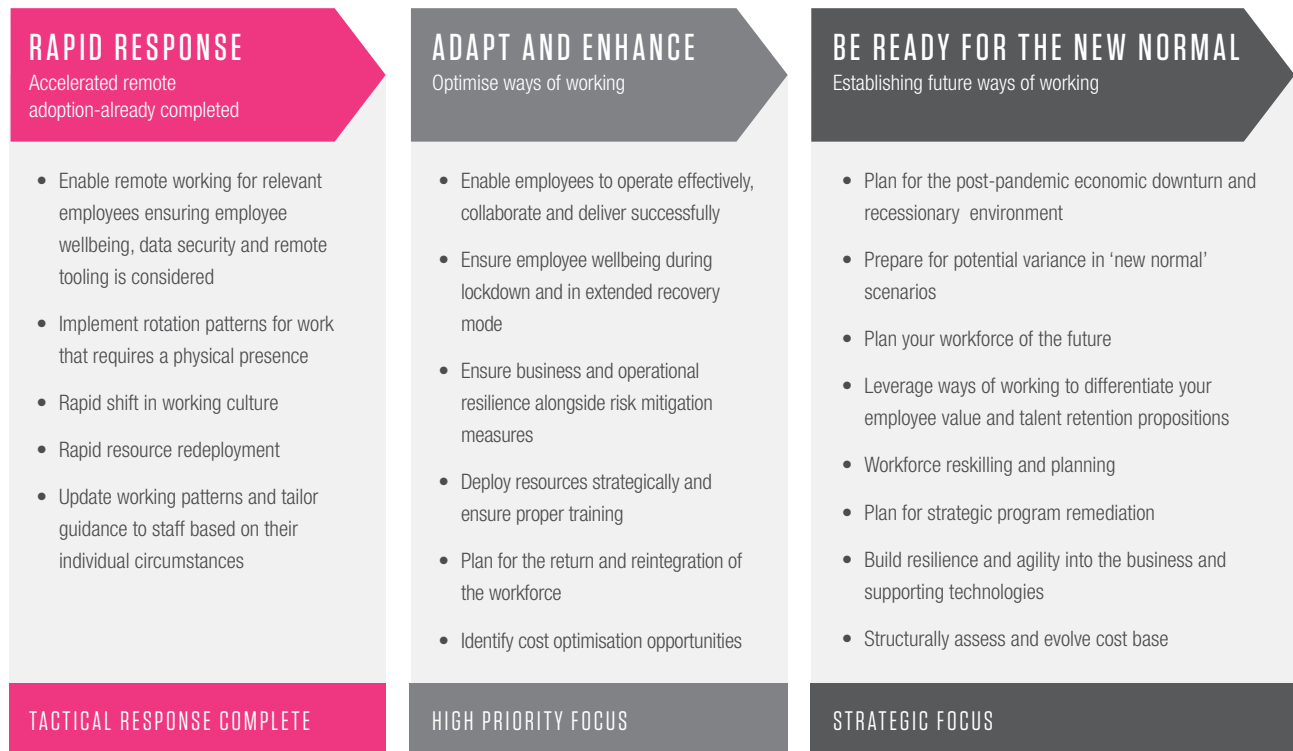 RAPID RESPONSE
Accelerated remote
adoption-already completed
• Enable remote working for relevant
employees ensuring employee
wellbeing, data security and remote
tooling is considered
• Implement rotation patterns for work
that requires a physical presence
• Rapid shift in working culture
• Rapid resource redeployment
• Update working patterns and tailor
guidance to staff based on their
individual circumstances
TACTICAL RESPONSE COMPLETE
ADAPT AND ENHANCE
Optimise ways of working
• Enable employees to operate effectively,
collaborate and deliver successfully
• Ensure employee wellbeing during
lockdown and in extended recovery
mode
• Ensure business and operational
resilience alongside risk mitigation
measures
• Deploy resources strategically and
ensure proper training
• Plan for the return and reintegration of
the workforce
• Identify cost optimisation opportunities
HIGH PRIORITY FOCUS
BE READY FOR THE NEW NORMAL
Establishing future ways of working
• Plan for the post-pandemic economic downturn and
recessionary environment
• Prepare for potential variance in ‘new normal’
scenarios
• Plan your workforce of the future
• Leverage ways of working to differentiate your
employee value and talent retention propositions
• Workforce reskilling and planning
• Plan for strategic program remediation
• Build resilience and agility into the business and
supporting technologies
• Structurally assess and evolve cost base
STRATEGIC FOCUS